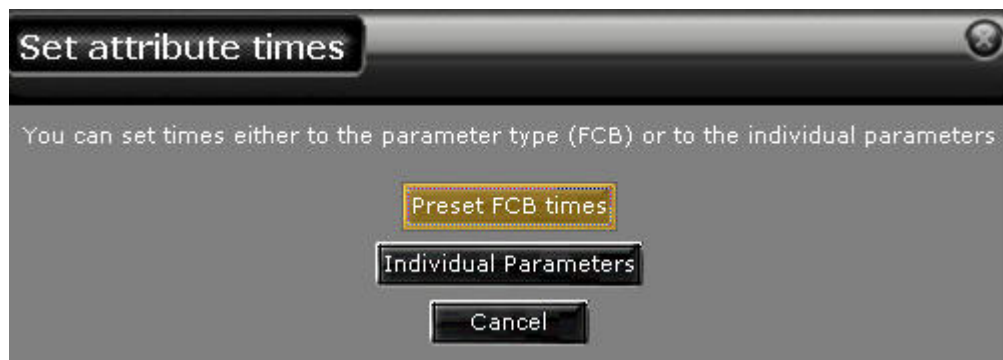 Set attribute times
You can set times either to the parameter type (FCB) or to the individual parameters
Preset FCB times
Individual Parameters
Cancel